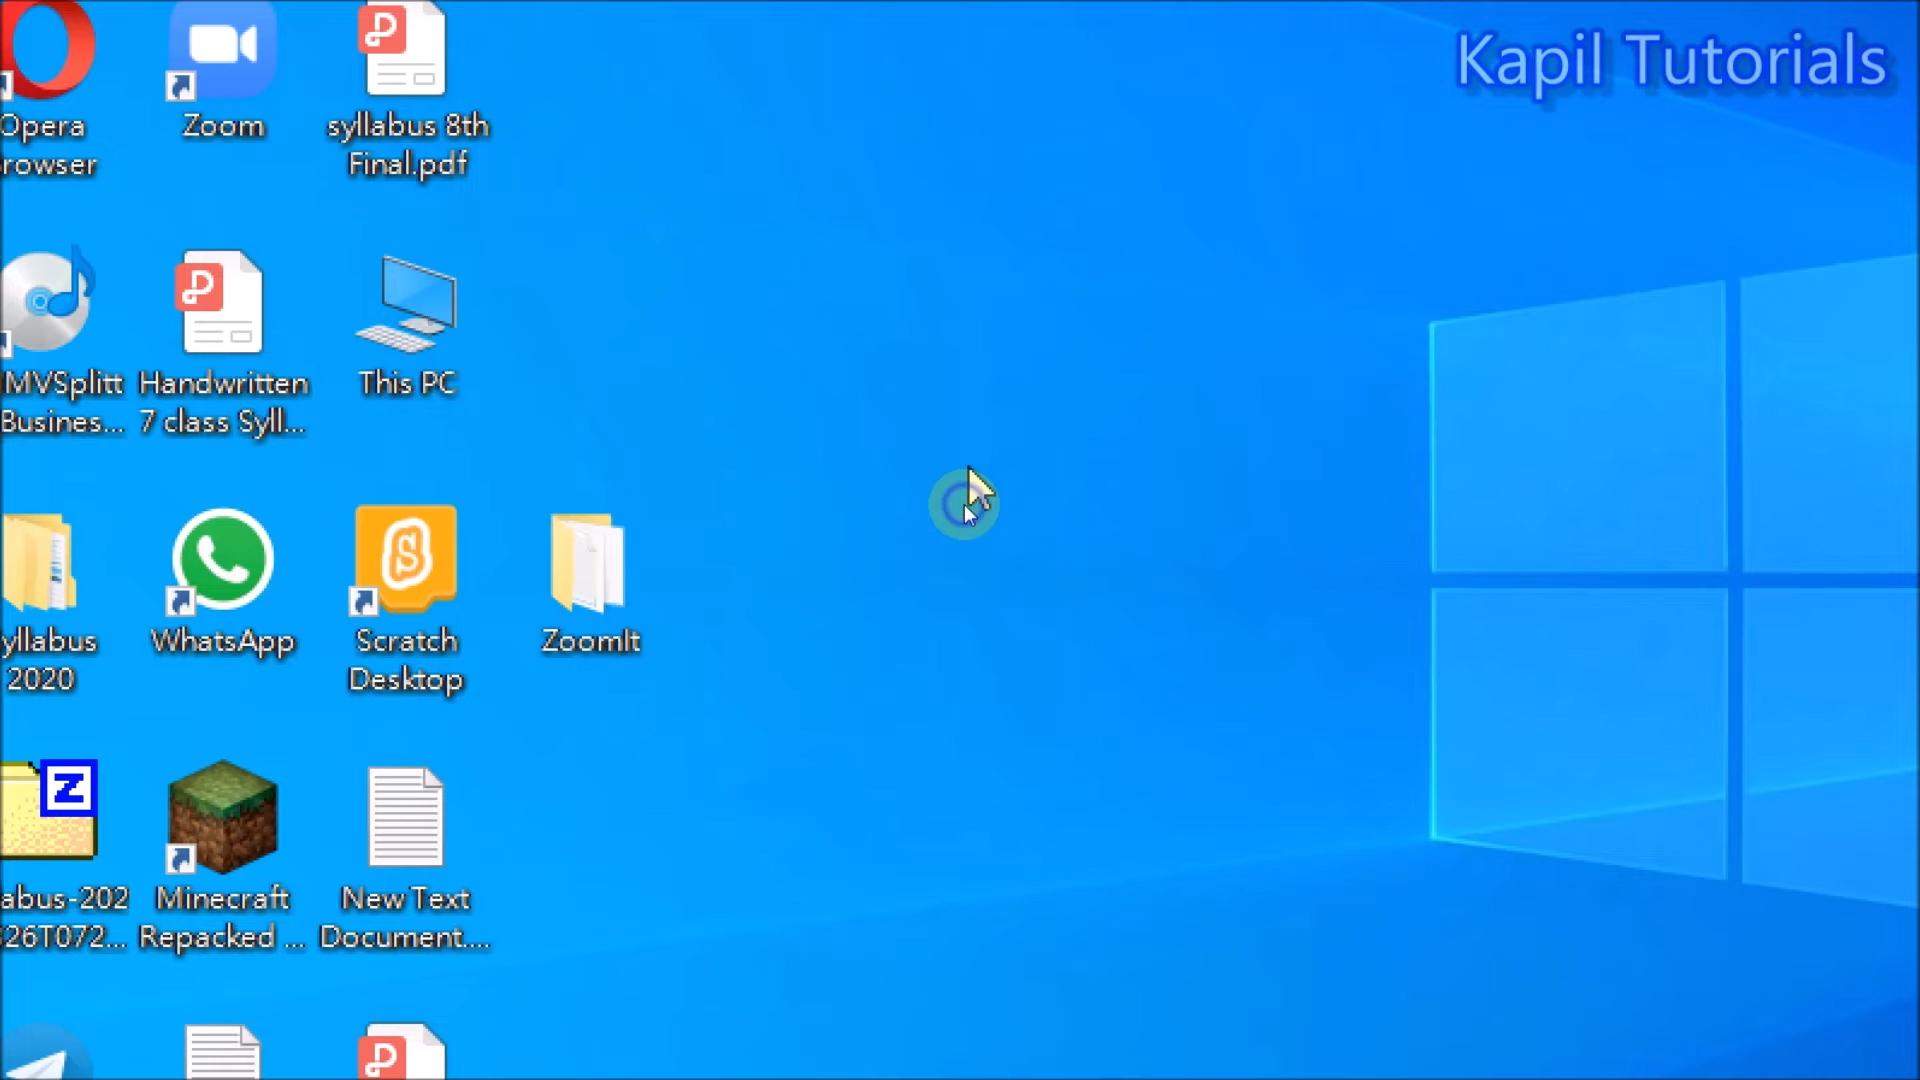 Kapil Tutorials
Opera
rowser
Zoom
syllabus 8th
Final.pdf
MVSplitt
Busines...
Handwritten
7 class Syll...
This PC
yllabus
2020
WhatsApp
Scratch
Desktop
ZoomIt
Z
abus-202
26T072...
Minecraft
Repacked ...
New Text
Document....